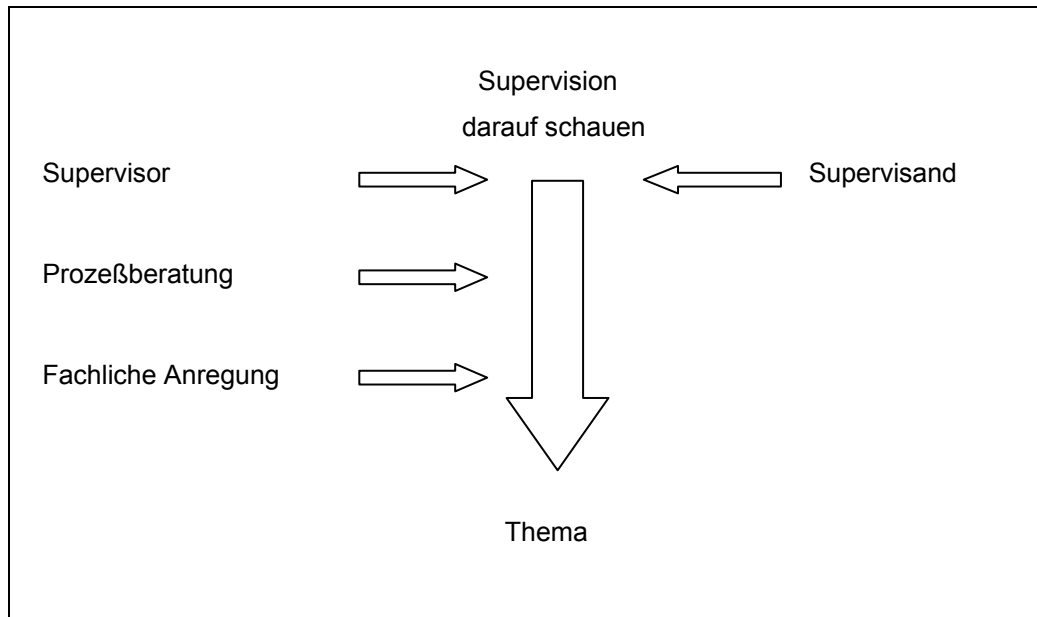 Supervision
darauf schauen
Supervisor
Supervisand
Prozeßberatung
Fachliche Anregung
Thema